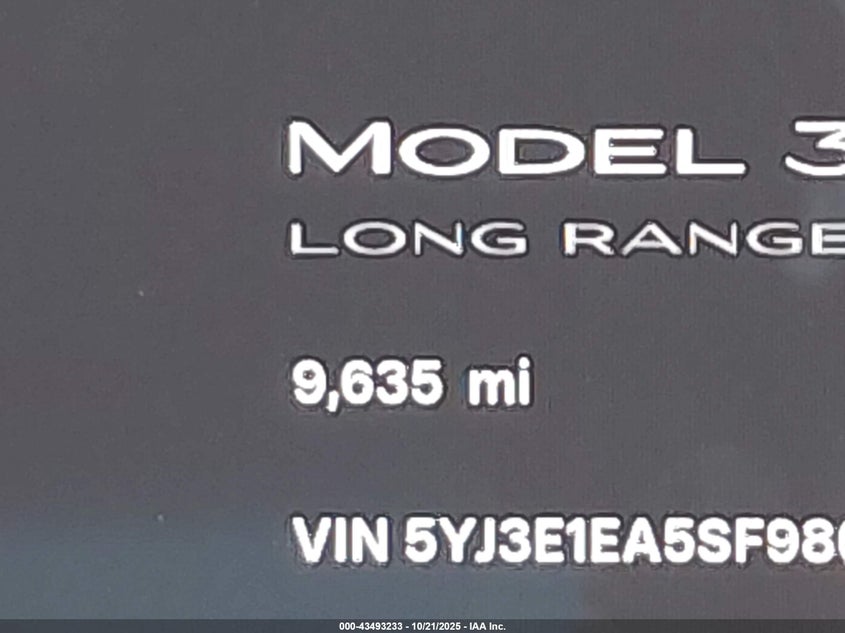 MODEL 3
LONG RANGE
9,635 mi
VIN 5YJ3E1EA5SF98
000-43493233 - 10/21/2025 - IAA Inc.